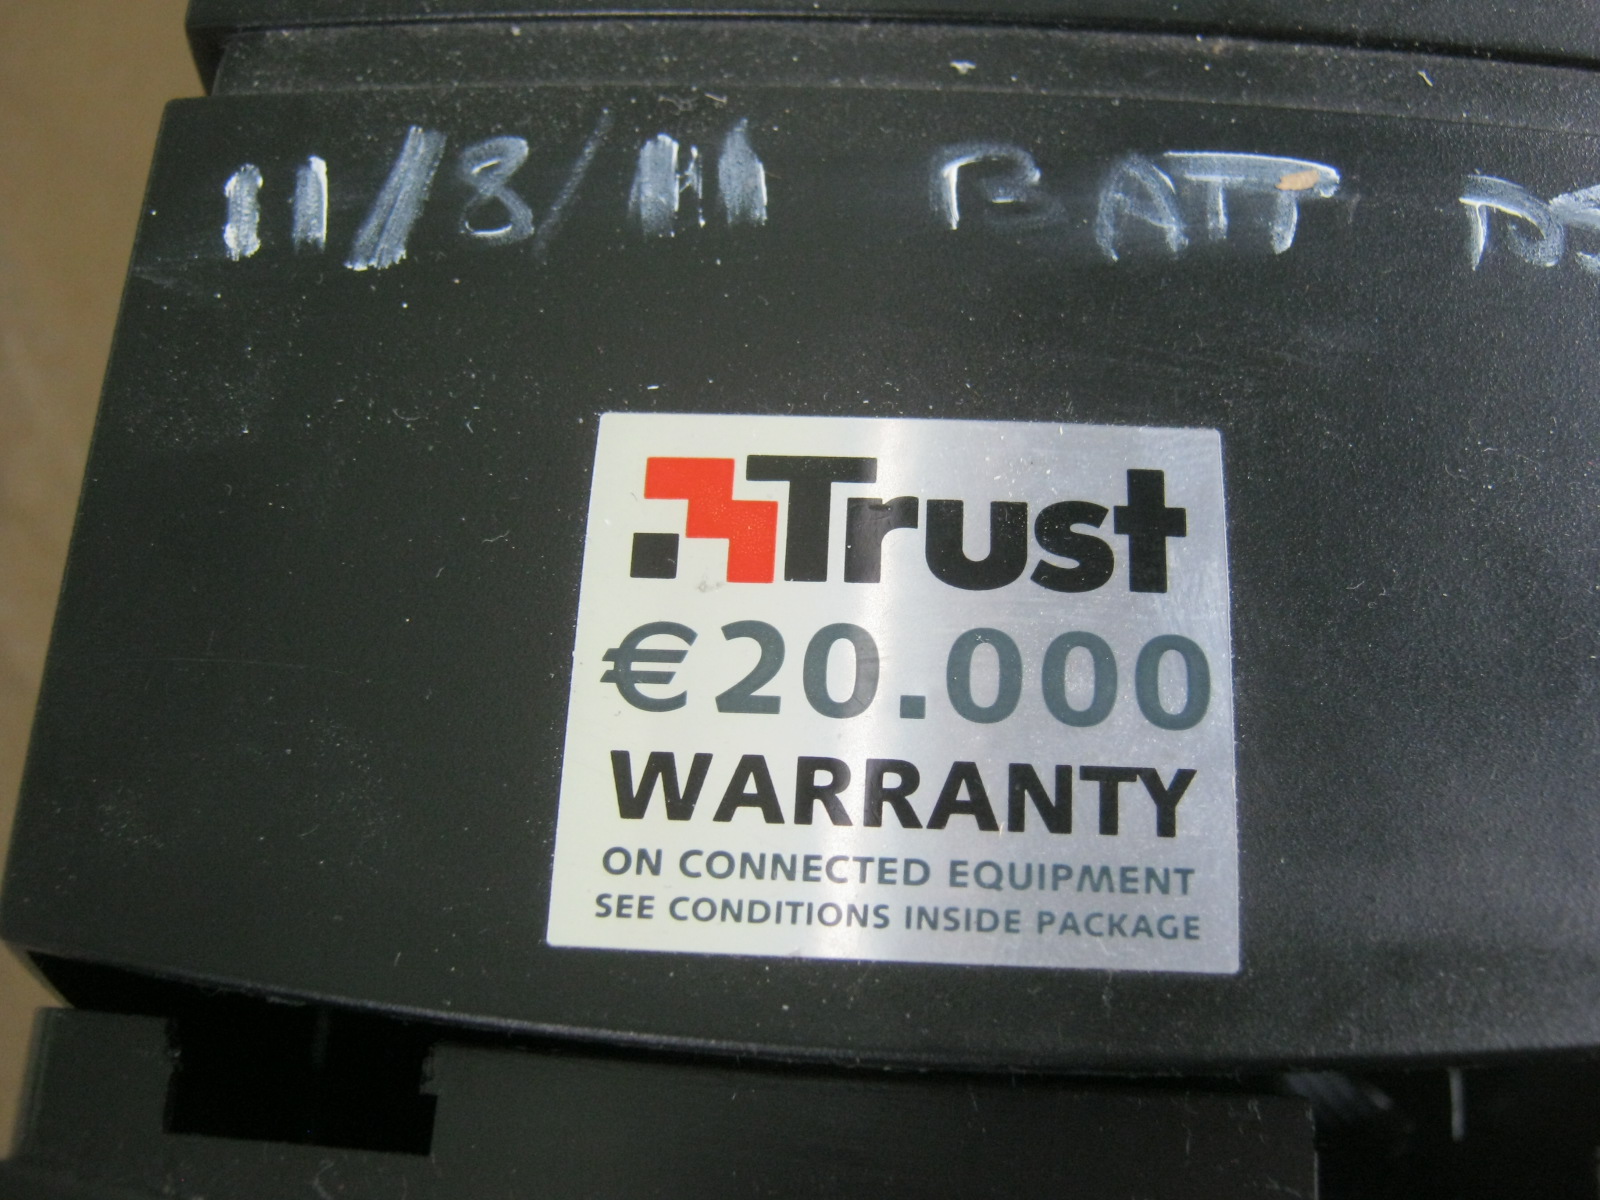 11/8/11 BATT
Trust
€20.000
WARRANTY
ON CONNECTED EQUIPMENT
SEE CONDITIONS INSIDE PACKAGE